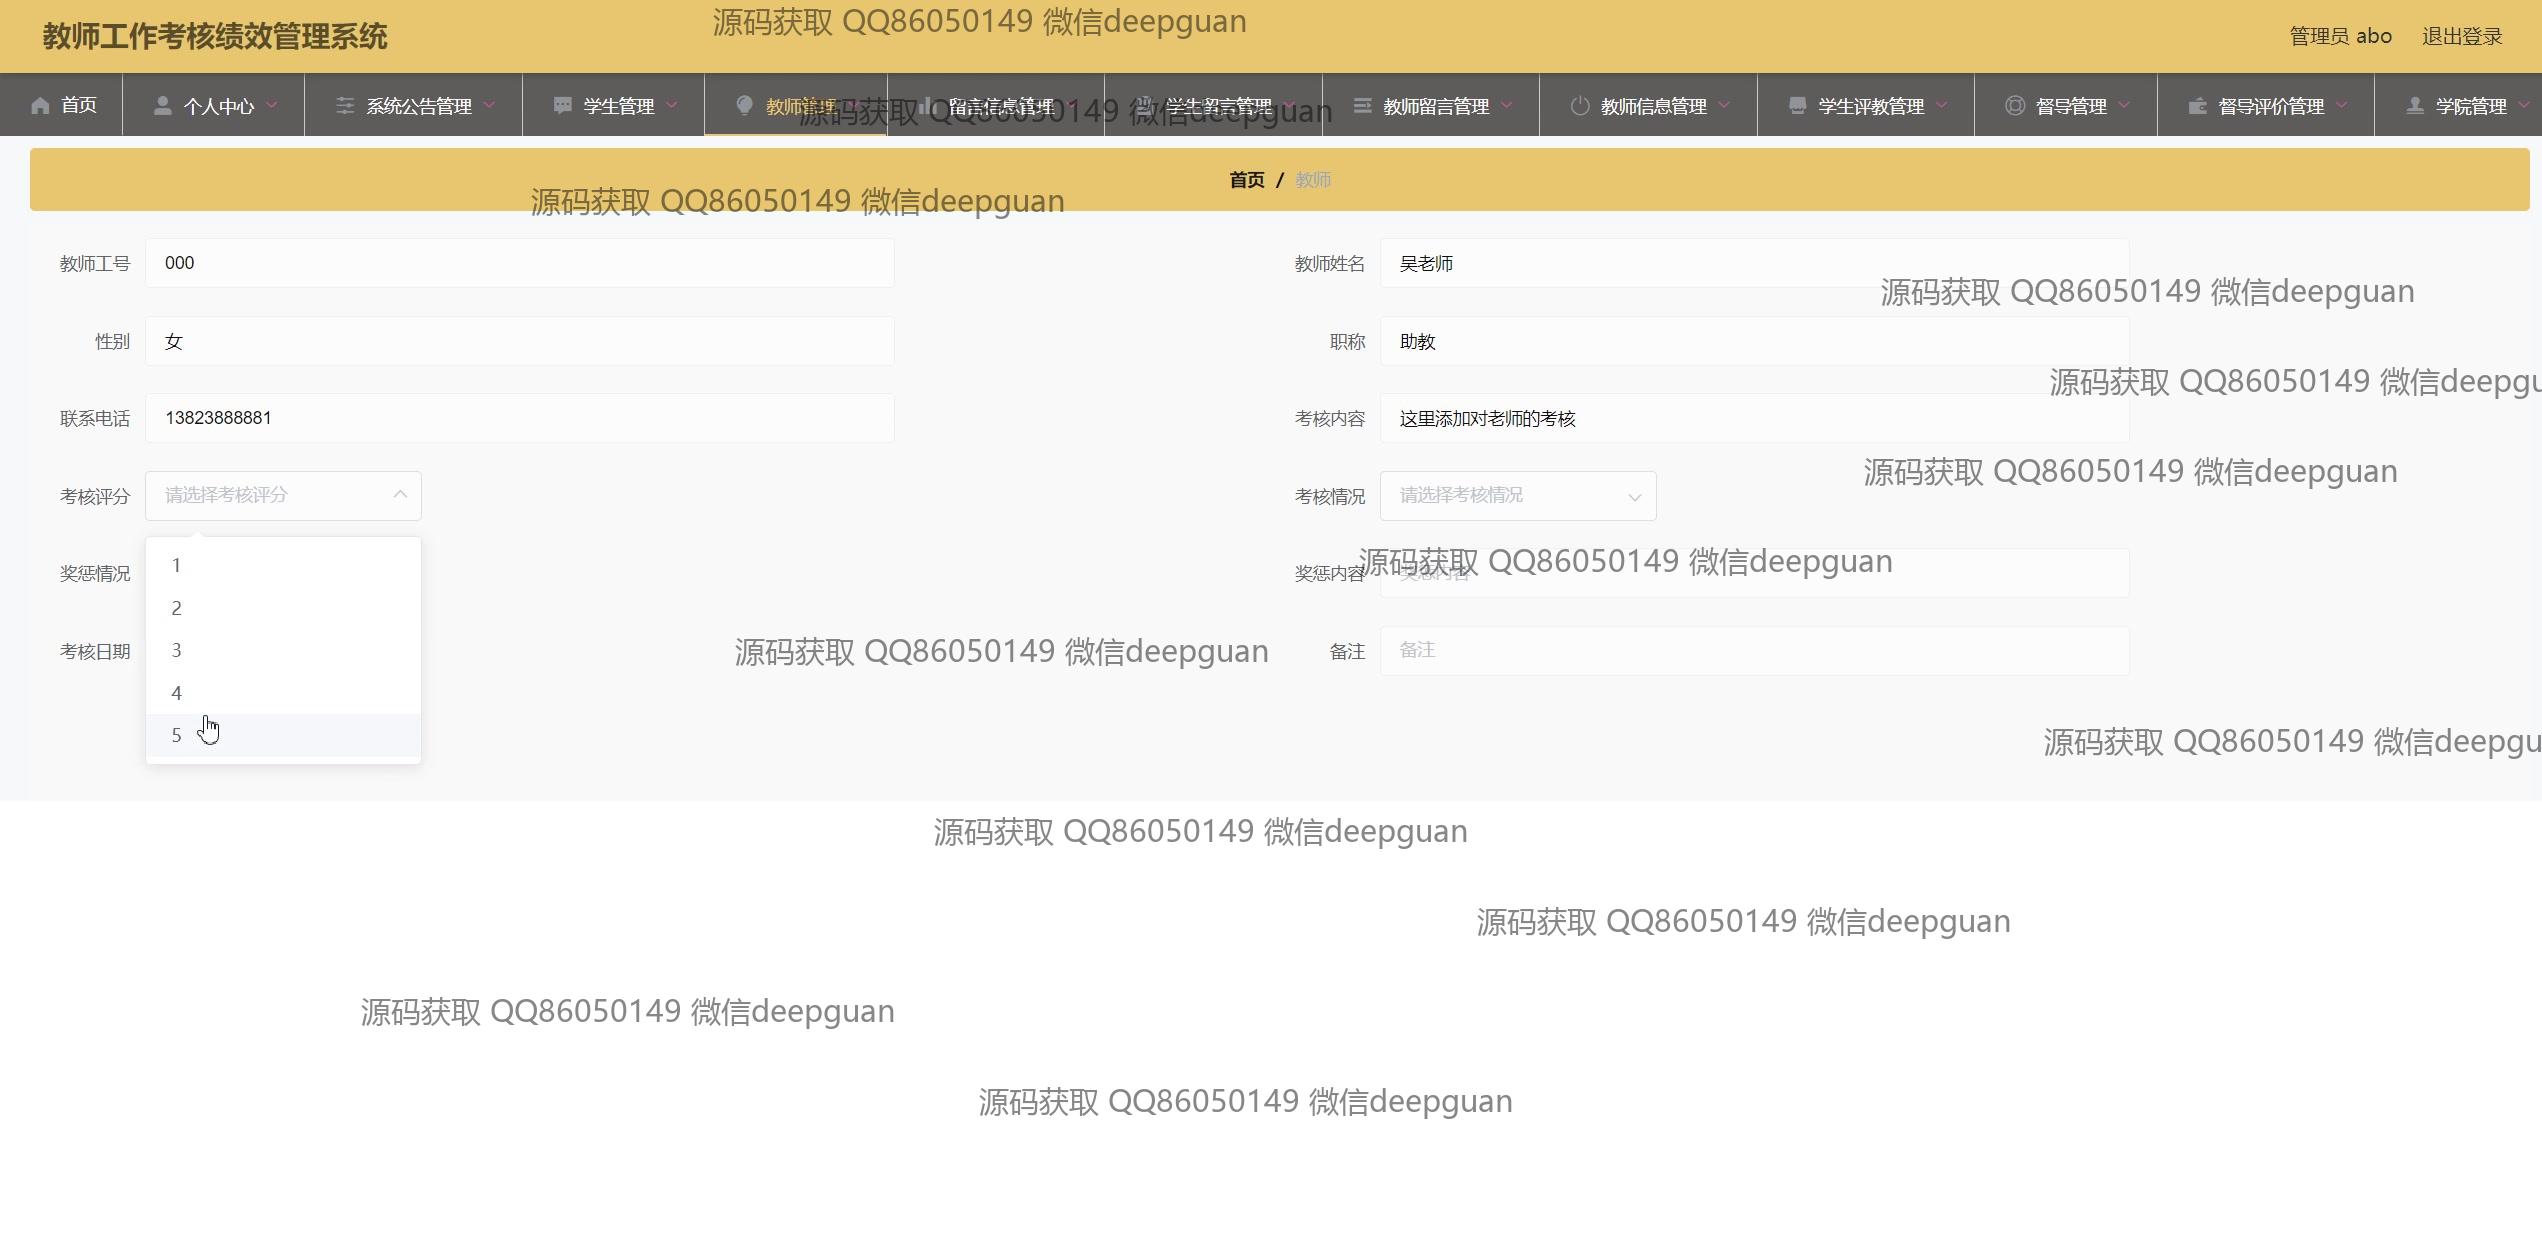 教师工作考核绩效管理系统
源码获取 QQ86050149 微信deepguan
管理员 abo
退出登录
首页
个人中心
系统公告管理
学生管理
教师管理
留言信息管理
学生留言管理
教师留言管理
教师信息管理
学生评教管理
督导管理
督导评价管理
学院管理
源码获取 QQ86050149 微信deepguan
首页 / 教师
源码获取 QQ86050149 微信deepguan
教师工号 000
教师姓名 吴老师
源码获取 QQ86050149 微信deepguan
性别 女
职称 助教
源码获取 QQ86050149 微信deepgu
联系电话 13823888881
考核内容 这里添加对老师的考核
源码获取 QQ86050149 微信deepguan
考核评分 请选择考核评分
考核情况 请选择考核情况
1
2
3
4
5
奖惩情况
奖惩内容 奖惩内容
源码获取 QQ86050149 微信deepguan
考核日期
源码获取 QQ86050149 微信deepguan
备注 备注
源码获取 QQ86050149 微信deepgu
源码获取 QQ86050149 微信deepguan
源码获取 QQ86050149 微信deepguan
源码获取 QQ86050149 微信deepguan
源码获取 QQ86050149 微信deepguan